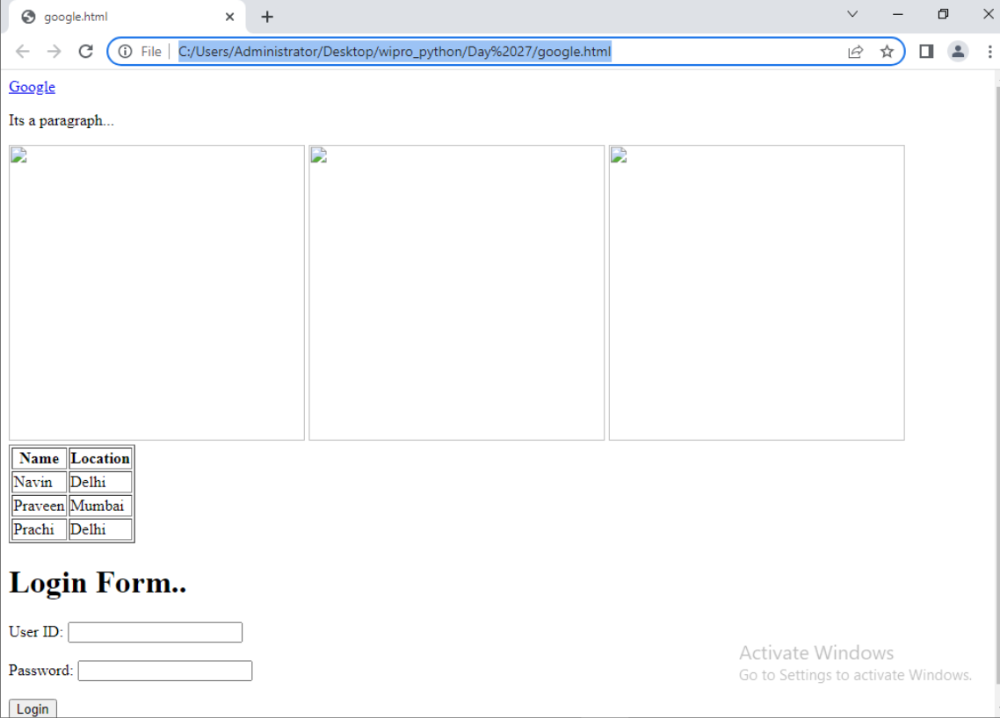 google.html
File C:/Users/Administrator/Desktop/wipro_python/Day%2027/google.html
Google
Its a paragraph...
Name Location
Navin Delhi
Praveen Mumbai
Prachi Delhi
Login Form..
User ID:
Password:
Login
Activate Windows
Go to Settings to activate Windows.